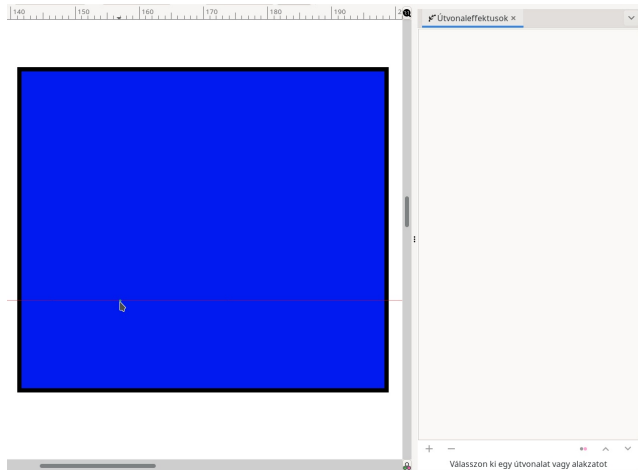 140 150 160 170 180 190
Útvonaleffektusok ×
Válasszon ki egy útvonalat vagy alakzatot